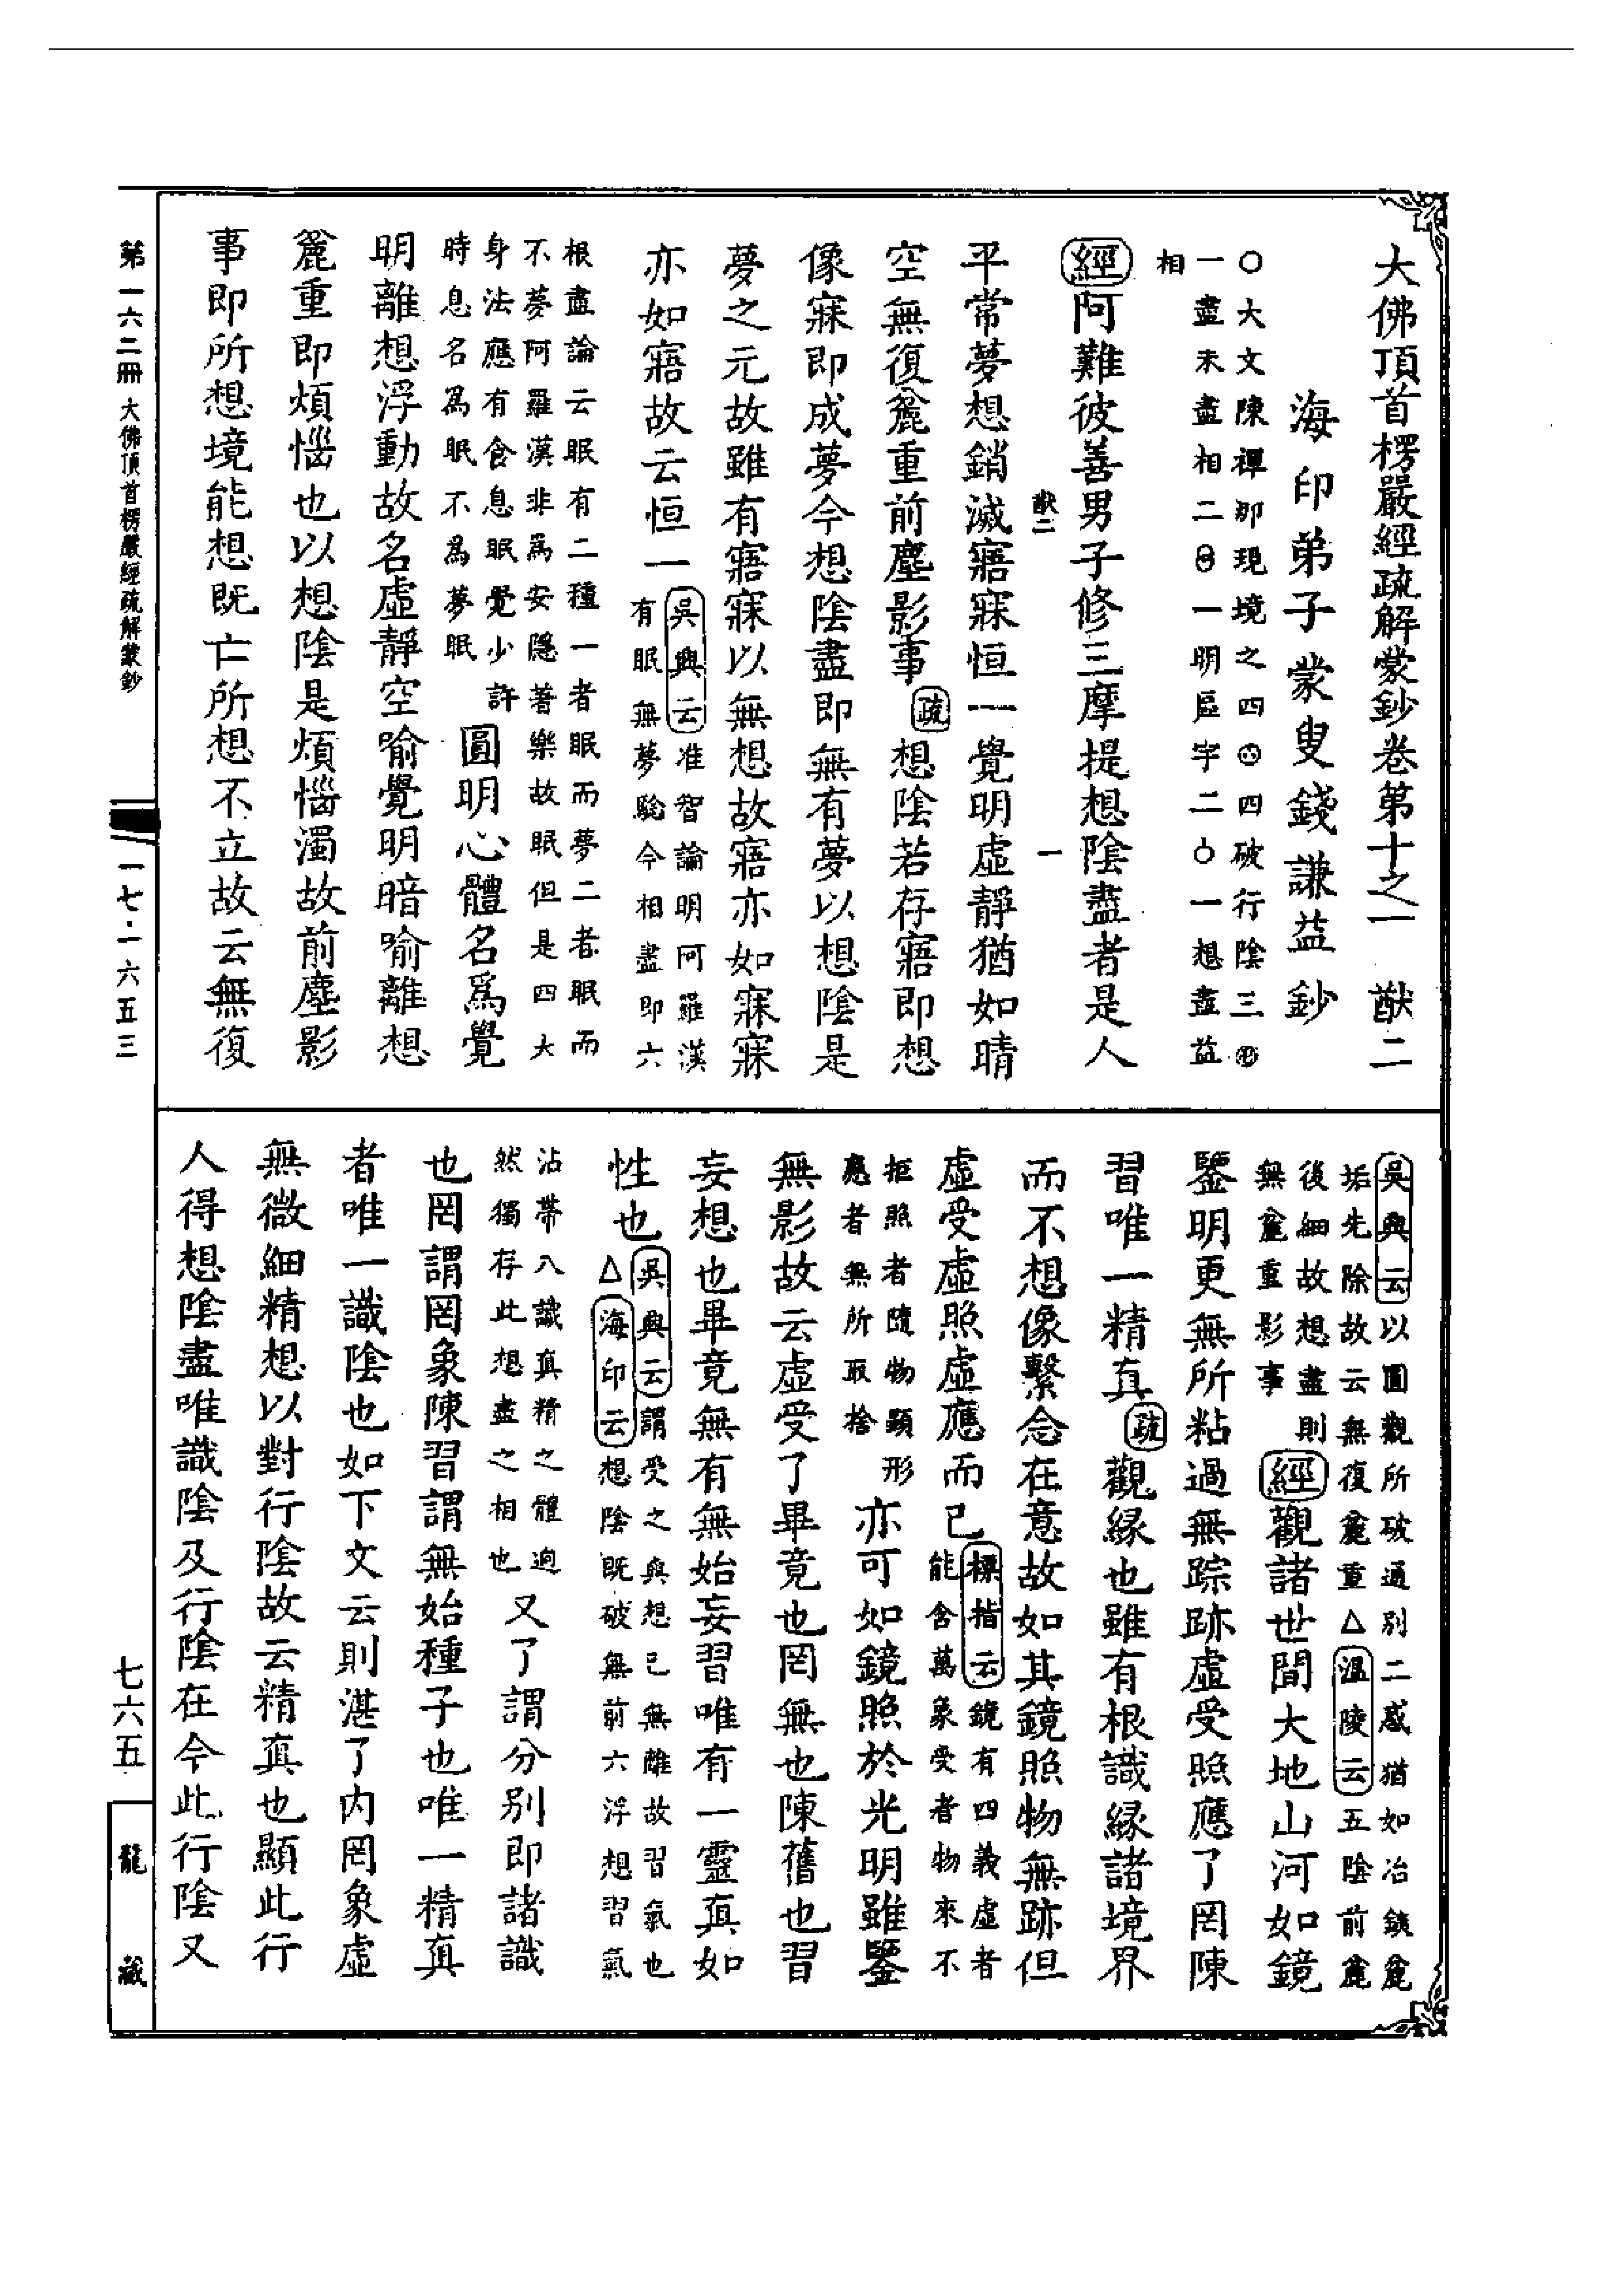 大佛頂首楞嚴經疏解蒙鈔卷第十之一　猷二
海印弟子蒙叟錢謙益鈔
○大文陳禪那現境之四㊁四破行陰三㊋
一盡未盡相二㊀一明區宇二○一想盡益
相
經阿難彼善男子修三摩提想陰盡者是人
猷二　一
平常夢想銷滅寤寐恒一覺明虛靜猶如晴
空無復麤重前塵影事疏想陰若存寤即想
像寐即成夢今想陰盡即無有夢以想陰是
夢之元故雖有寤寐以無想故寤亦如寐寐
亦如寤故云恒一吳興云准智論明阿羅漢
有眠無夢驗今相盡即六
根盡論云眠有二種一者眠而夢二者眠而
不夢阿羅漢非為安隱著樂故眠但是四大
身法應有食息眠覺少許
時息名為眠不為夢眠
圓明心體名為覺
明離想浮動故名虛靜空喻覺明暗喻離想
麤重即煩惱也以想陰是煩惱濁故前塵影
事即所想境能想既亡所想不立故云無復
吳興云以圓觀所破通別二惑猶如冶鐵麤
垢先除故云無復麤重△溫陵云五陰前麤
後細故想盡則
無麤重影事
經觀諸世間大地山河如鏡
鑒明更無所粘過無踪跡虛受照應了罔陳
習唯一精真疏觀緣也雖有根識緣諸境界
而不想像繫念在意故如其鏡照物無跡但
虛受虛照虛應而已標指云鏡有四義虛者
能含萬象受者物來不
拒照者隨物顯形
應者無所取捨
亦可如鏡照於光明雖鑒
無影故云虛受了畢竟也罔無也陳舊也習
妄想也畢竟無有無始妄習唯有一靈真如
性也吳興云謂受之與想已無離故習氣也
△海印云想陰既破無前六浮想習氣
沾帶八識真精之體逈
然獨存此想盡之相也
又了謂分別即諸識
也罔謂罔象陳習謂無始種子也唯一精真
者唯一識陰也如下文云則湛了內罔象虛
無微細精想以對行陰故云精真也顯此行
人得想陰盡唯識陰及行陰在今此行陰又
第一六二冊　大佛頂首楞嚴經疏解蒙鈔
一七·一六五三
七六五
龍藏